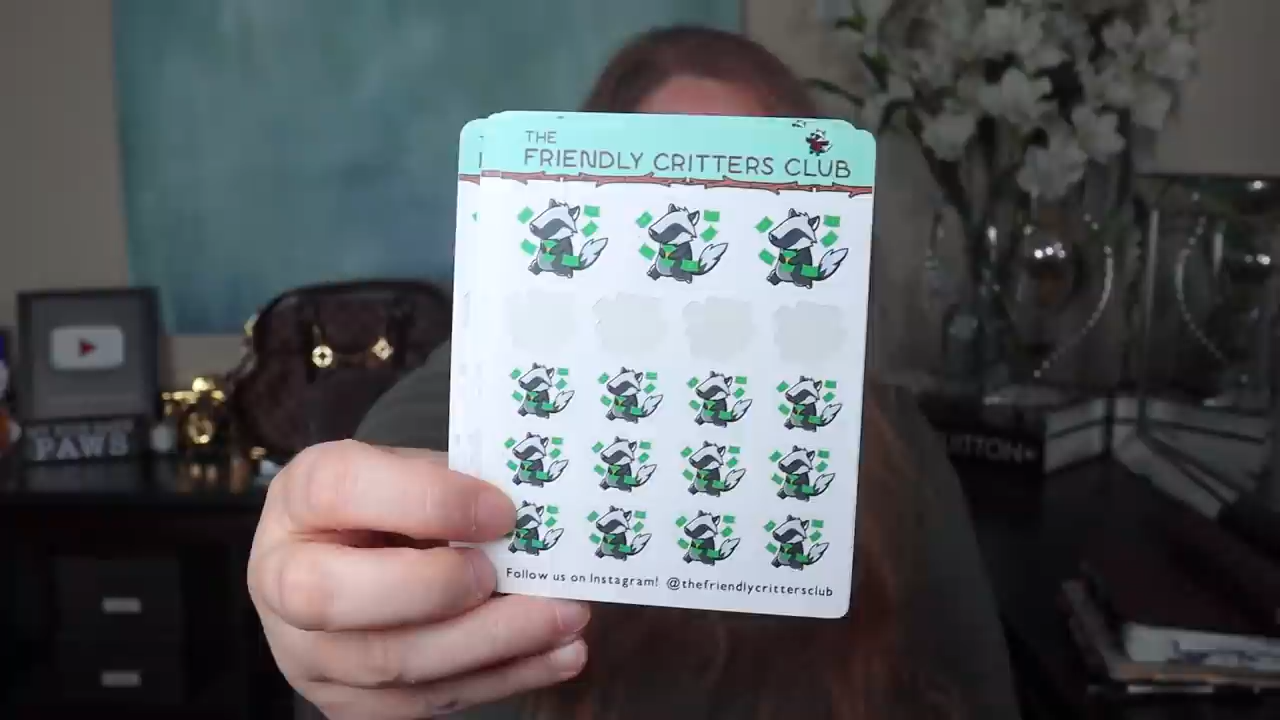 THE
FRIENDLY CRITTERS CLUB
Follow us on Instagram! @thefriendlycrittersclub
PAWS